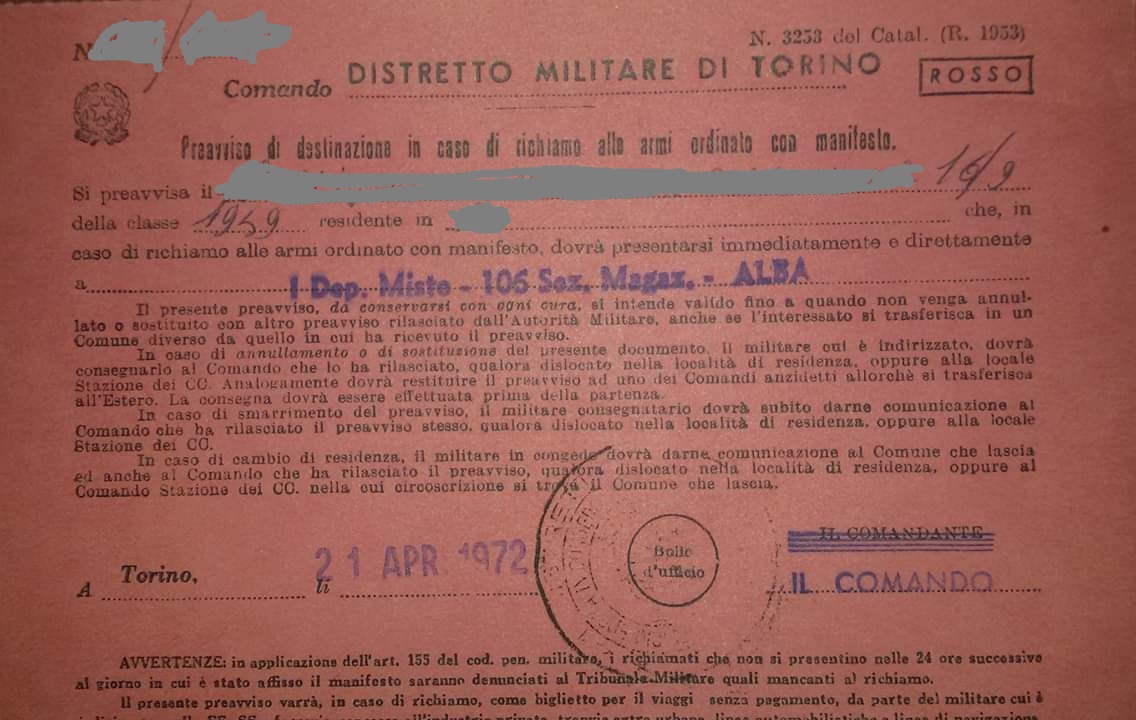 N. 3253 del Catal. (R. 1953)
N
Comando DISTRETTO MILITARE DI TORINO
ROSSO
Preavviso di destinazione in caso di richiamo alle armi ordinato con manifesto.
Si preavvisa il
della classe 1949 residente in che, in
caso di richiamo alle armi ordinato con manifesto, dovrà presentarsi immediatamente e direttamente
a I Dep. Misto - 106 Sez. Magaz. - ALBA
Il presente preavviso, da conservarsi con ogni cura, si intende valido fino a quando non venga annul-
lato o sostituito con altro preavviso rilasciato dall'Autorità Militare, anche se l'interessato si trasferisca in un
Comune diverso da quello in cui ha ricevuto il preavviso.
In caso di annullamento o di sostituzione del presente documento, il militare cui è indirizzato, dovrà
consegnarlo al Comando che lo ha rilasciato, qualora dislocato nella località di residenza, oppure alla locale
Stazione dei CC. Analogamente dovrà restituire il preavviso ad uno dei Comandi anzidetti allorchè si trasferisca
all'Estero. La consegna dovrà essere effettuata prima della partenza.
In caso di smarrimento del preavviso, il militare consegnatario dovrà subito darne comunicazione al
Comando che ha rilasciato il preavviso stesso, qualora dislocato nella località di residenza, oppure alla locale
Stazione dei CC.
In caso di cambio di residenza, il militare in congedo dovrà darne comunicazione al Comune che lascia
ed anche al Comando che ha rilasciato il preavviso, qualora dislocato nella località di residenza, oppure al
Comando Stazione dei CC. nella cui circoscrizione si trova il Comune che lascia.
IL COMANDANTE
Bollo
d'ufficio
A Torino, li 21 APR 1972
IL COMANDO
AVVERTENZE: in applicazione dell'art. 155 del cod. pen. militare, i richiamati che non si presentino nelle 24 ore successive
al giorno in cui è stato affisso il manifesto saranno denunciati al Tribunale Militare quali mancanti al richiamo.
Il presente preavviso varrà, in caso di richiamo, come biglietto per il viaggi senza pagamento, da parte del militare cui è